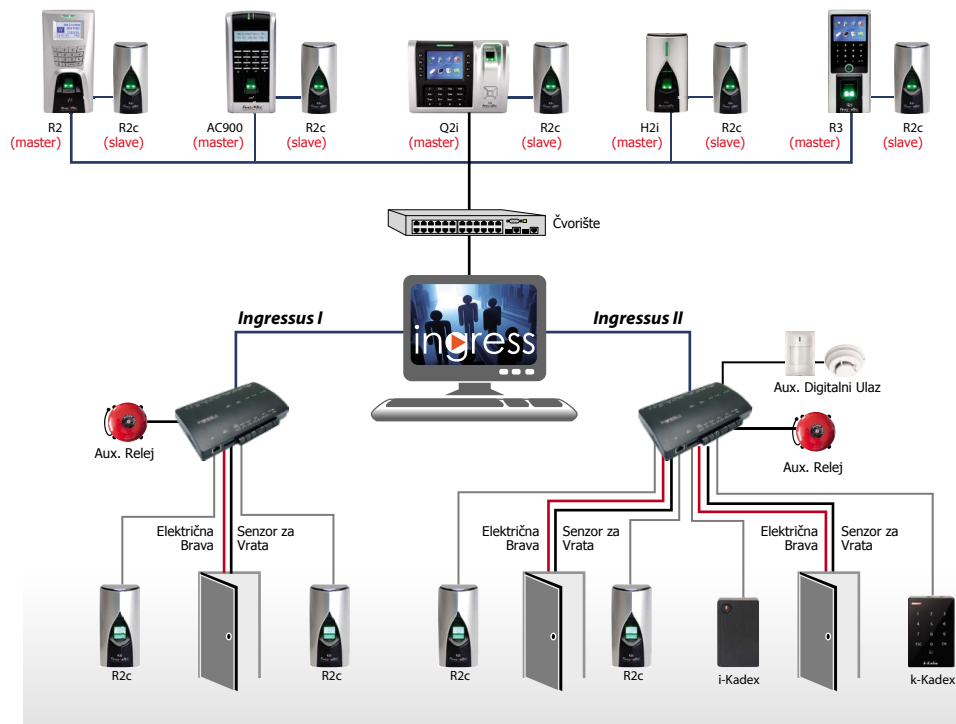 R2
(master)
R2c
(slave)
AC900
(master)
R2c
(slave)
Q2i
(master)
R2c
(slave)
H2i
(master)
R2c
(slave)
R3
(master)
R2c
(slave)
Čvorište
Ingressus I
Ingressus II
ingress
Aux. Digitalni Ulaz
Aux. Relej
Aux. Relej
Električna
Brava
Senzor za
Vrata
Električna
Brava
Senzor za
Vrata
Električna
Brava
Senzor za
Vrata
R2c
R2c
R2c
R2c
i-Kadex
k-Kadex